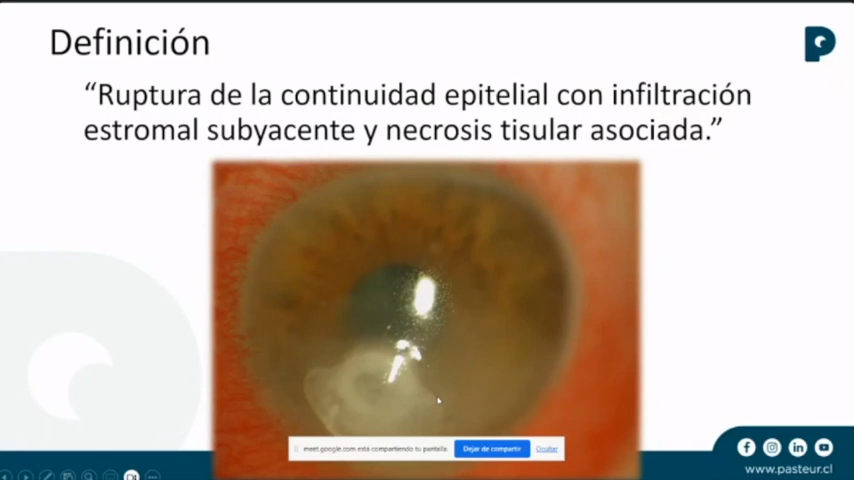 Definición
“Ruptura de la continuidad epitelial con infiltración
estromal subyacente y necrosis tisular asociada.”
meet.google.com está compartiendo tu pantalla.
Dejar de compartir
Ocultar
www.pasteur.cl